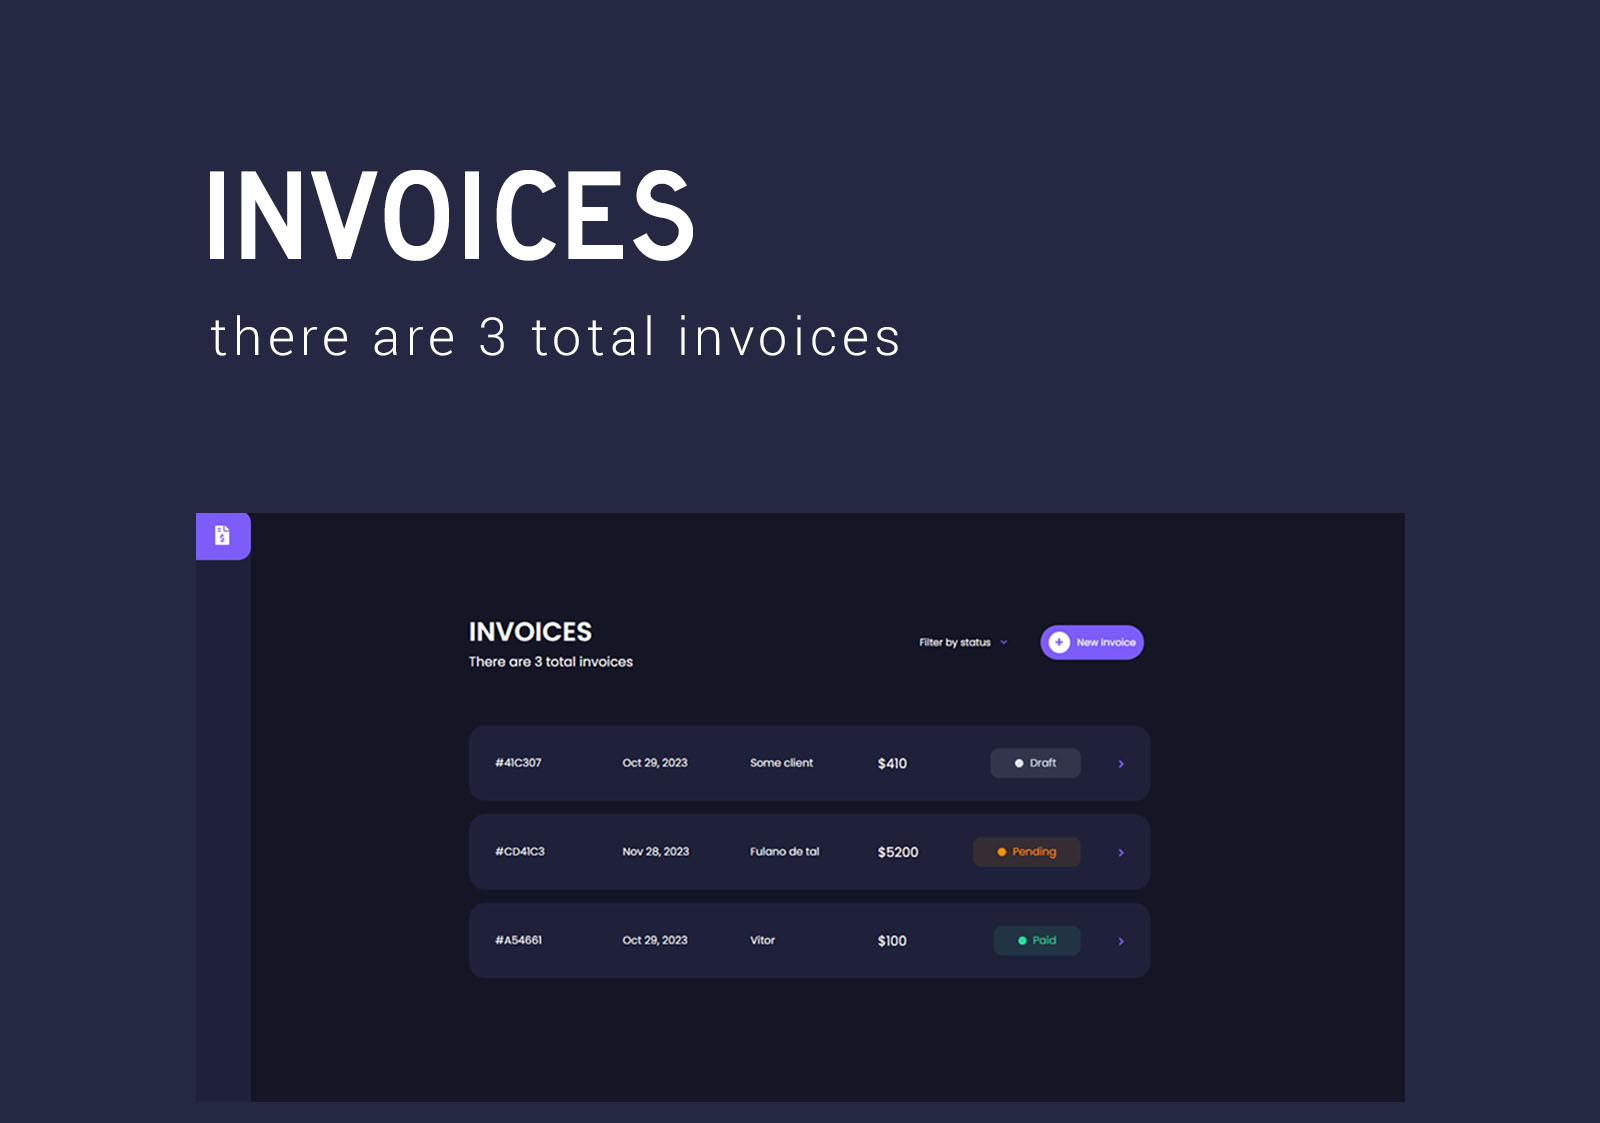 INVOICES
there are 3 total invoices
INVOICES
There are 3 total invoices
Filter by status
New Invoice
#41C307 Oct 29, 2023 Some client $410 Draft
#CD41C3 Nov 28, 2023 Fulano de tal $5200 Pending
#A54661 Oct 29, 2023 Vitor $100 Paid